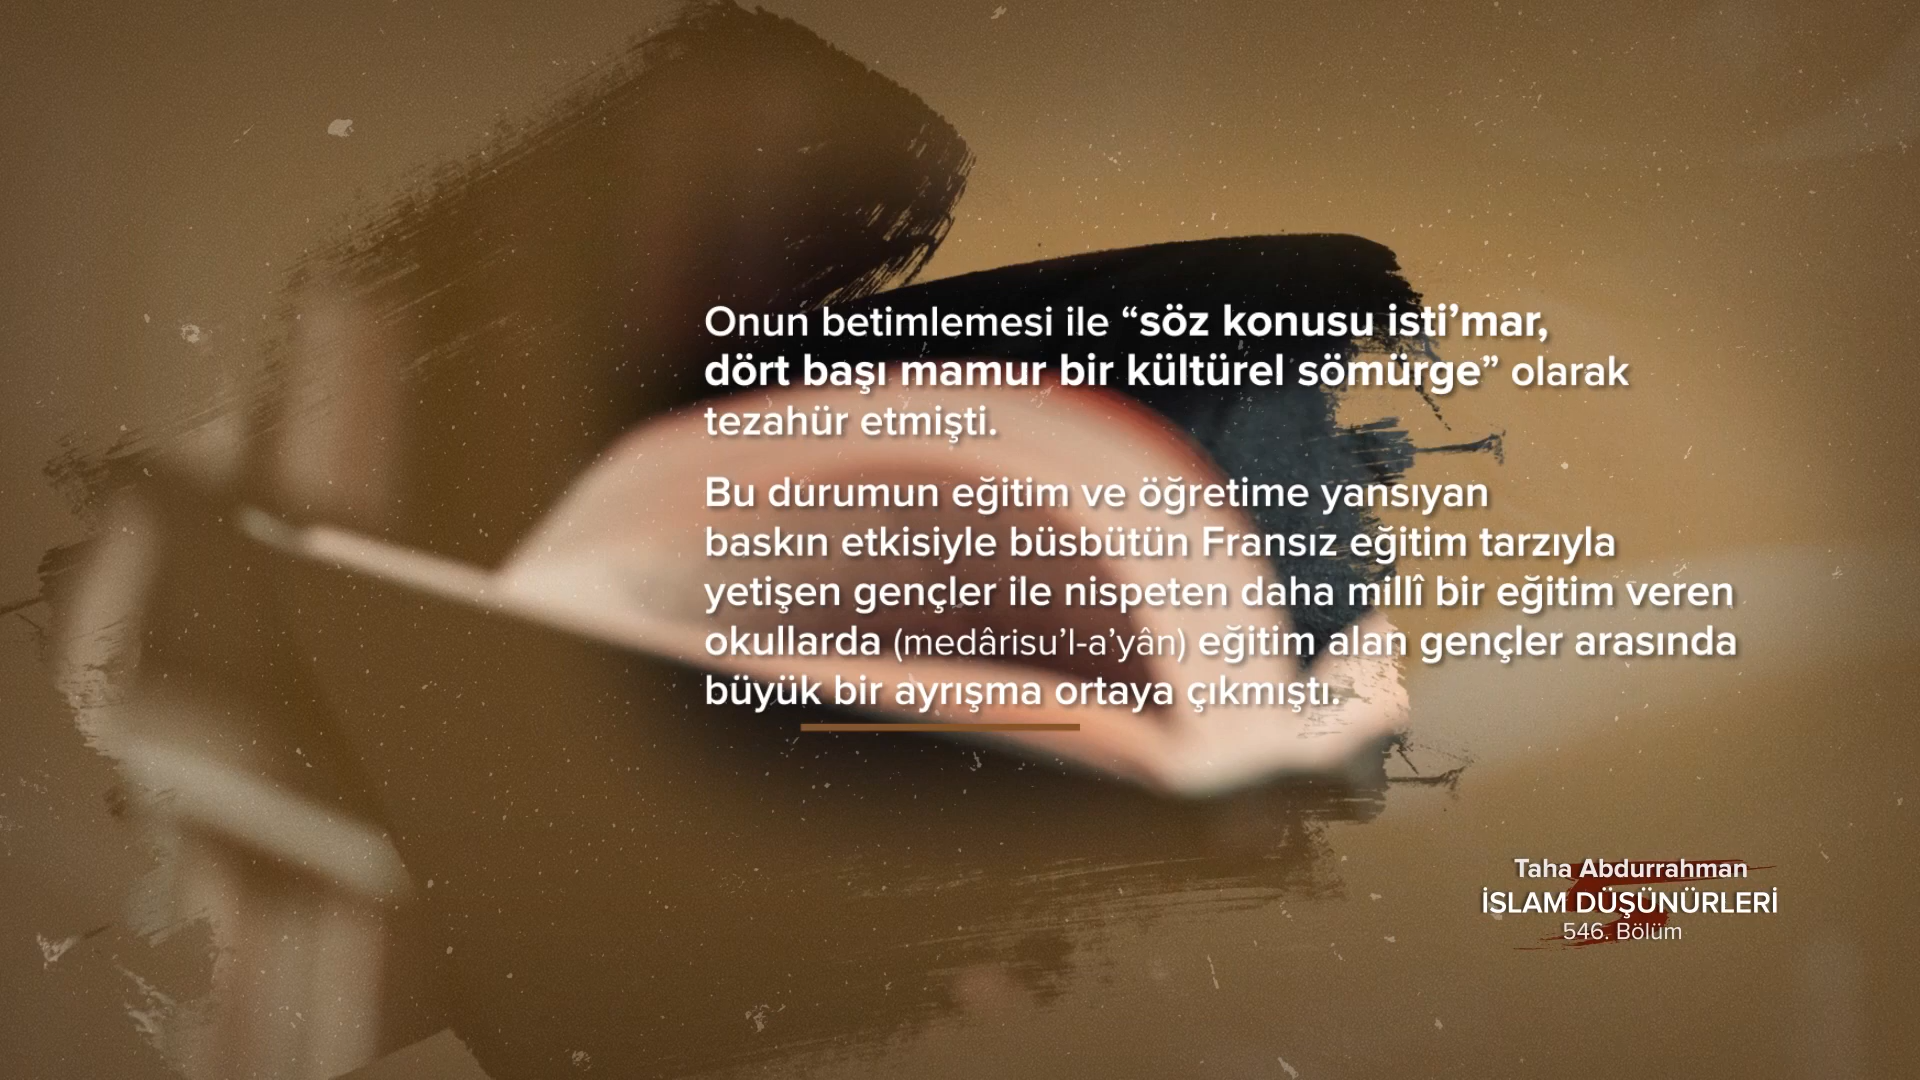 Onun betimlemesi ile “söz konusu isti’mar,
dört başı mamur bir kültürel sömürge” olarak
tezahür etmişti.
Bu durumun eğitim ve öğretime yansıyan
baskın etkisiyle büsbütün Fransız eğitim tarzıyla
yetişen gençler ile nispeten daha millî bir eğitim veren
okullarda (medârisu’l-a’yân) eğitim alan gençler arasında
büyük bir ayrışma ortaya çıkmıştı.
Taha Abdurrahman
İSLAM DÜŞÜNÜRLERİ
546. Bölüm